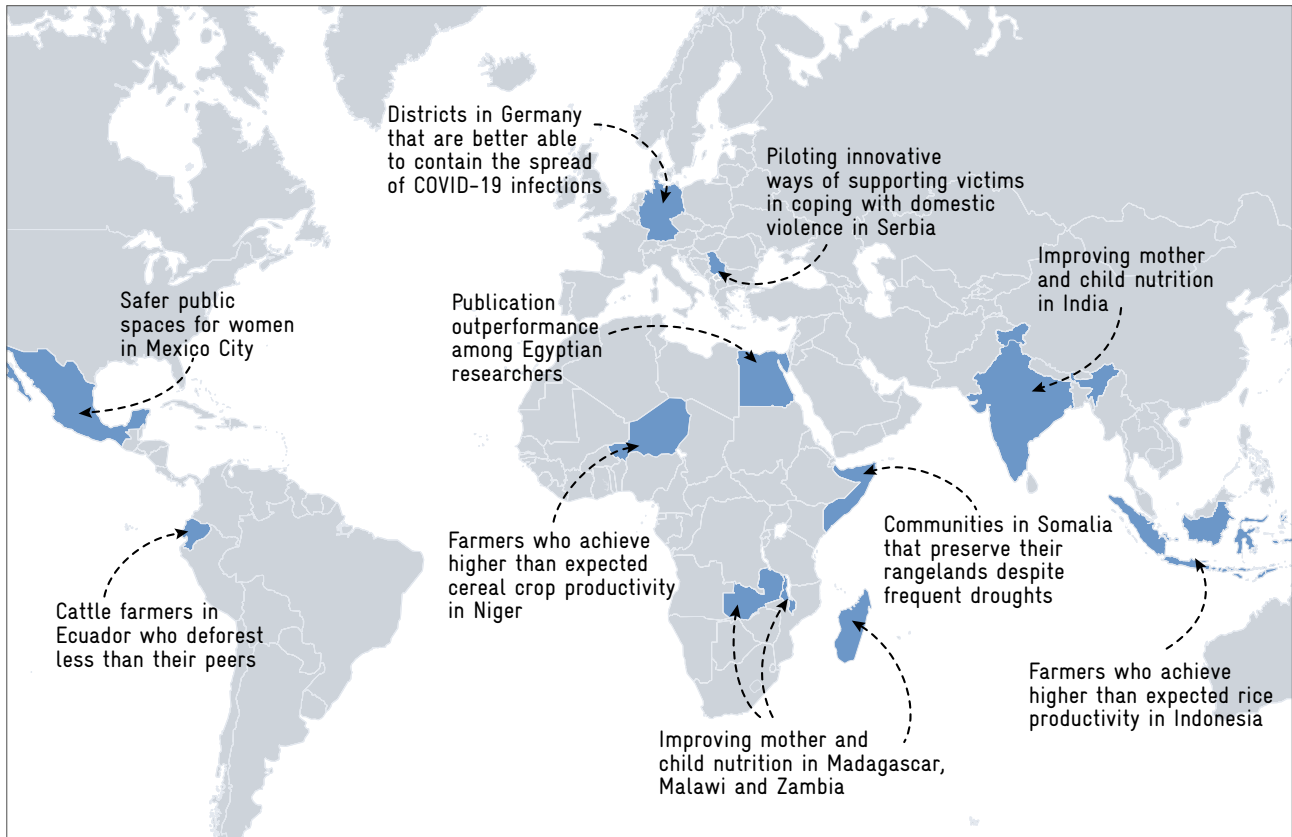 Districts in Germany
that are better able
to contain the spread
of COVID-19 infections
Piloting innovative
ways of supporting victims
in coping with domestic
violence in Serbia
Improving mother
and child nutrition
in India
Safer public
spaces for women
in Mexico City
Publication
outperformance
among Egyptian
researchers
Farmers who achieve
higher than expected
cereal crop productivity
in Niger
Communities in Somalia
that preserve their
rangelands despite
frequent droughts
Cattle farmers in
Ecuador who deforest
less than their peers
Farmers who achieve
higher than expected rice
productivity in Indonesia
Improving mother and
child nutrition in Madagascar,
Malawi and Zambia